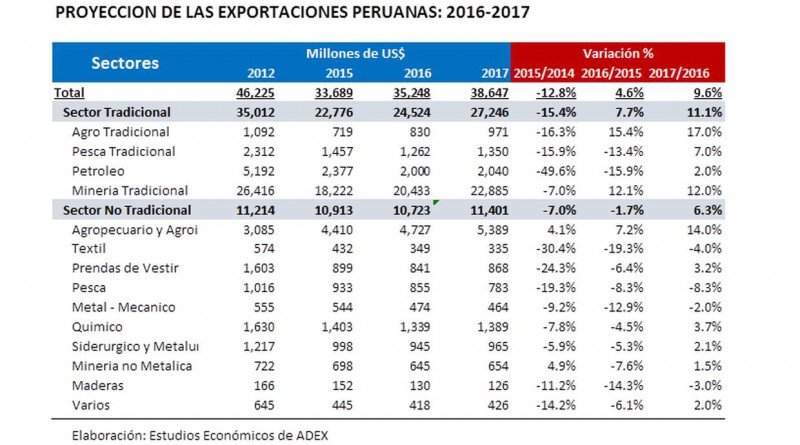 PROYECCION DE LAS EXPORTACIONES PERUANAS: 2016-2017
Sectores Millones de US$ Variación %
2012 2015 2016 2017 2015/2014 2016/2015 2017/2016
Total 46,225 33,689 35,248 38,647 -12.8% 4.6% 9.6%
Sector Tradicional 35,012 22,776 24,524 27,246 -15.4% 7.7% 11.1%
Agro Tradicional 1,092 719 830 971 -16.3% 15.4% 17.0%
Pesca Tradicional 2,312 1,457 1,262 1,350 -15.9% -13.4% 7.0%
Petroleo 5,192 2,377 2,000 2,040 -49.6% -15.9% 2.0%
Mineria Tradicional 26,416 18,222 20,433 22,885 -7.0% 12.1% 12.0%
Sector No Tradicional 11,214 10,913 10,723 11,401 -7.0% -1.7% 6.3%
Agropecuario y Agroi 3,085 4,410 4,727 5,389 4.1% 7.2% 14.0%
Textil 574 432 349 335 -30.4% -19.3% -4.0%
Prendas de Vestir 1,603 899 841 868 -24.3% -6.4% 3.2%
Pesca 1,016 933 855 783 -19.3% -8.3% -8.3%
Metal - Mecanico 555 544 474 464 -9.2% -12.9% -2.0%
Quimico 1,630 1,403 1,339 1,389 -7.8% -4.5% 3.7%
Siderurgico y Metalui 1,217 998 945 965 -5.9% -5.3% 2.1%
Mineria no Metalica 722 698 645 654 4.9% -7.6% 1.5%
Maderas 166 152 130 126 -11.2% -14.3% -3.0%
Varios 645 445 418 426 -14.2% -6.1% 2.0%
Elaboración: Estudios Económicos de ADEX